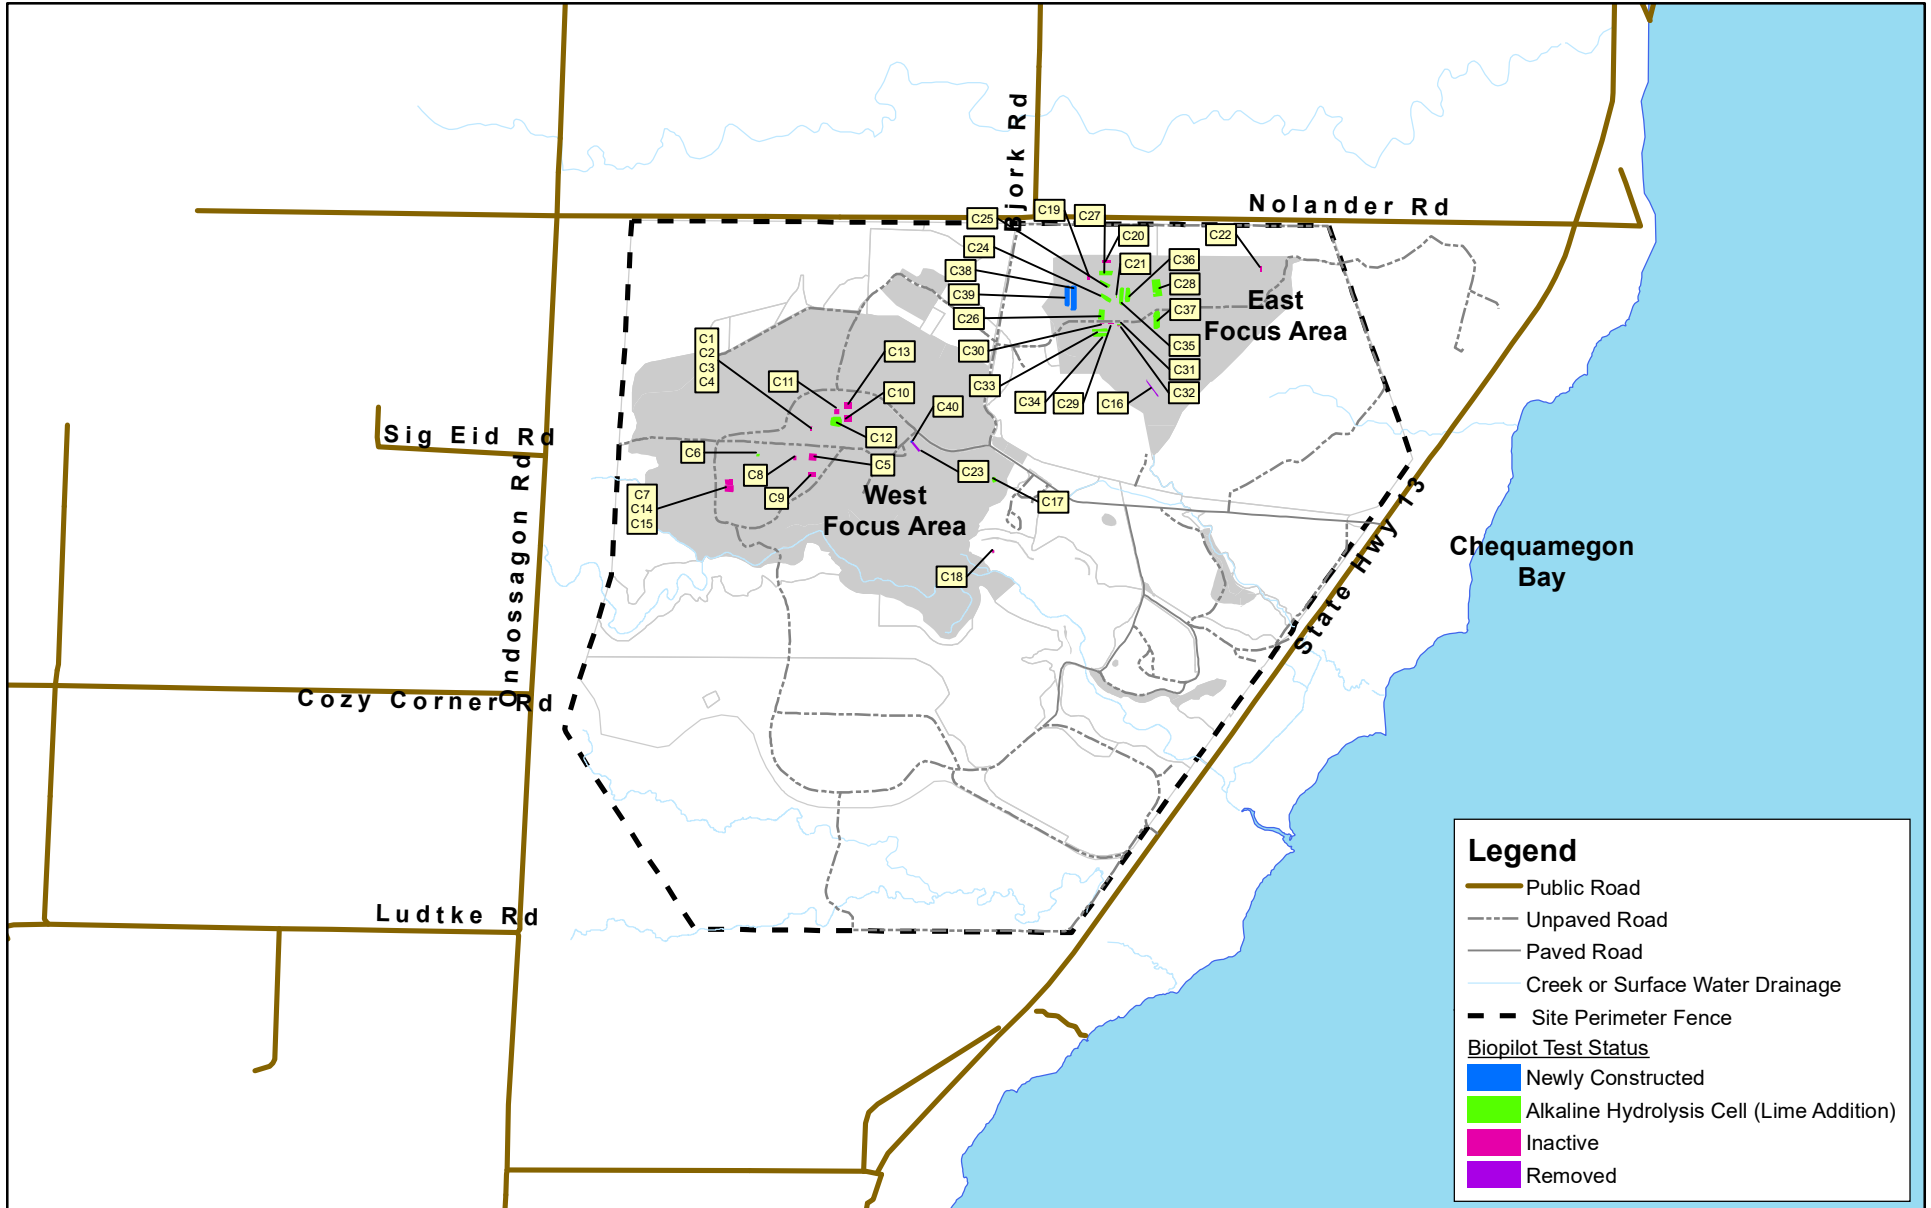 Bjork Rd
Nolander Rd
C19
C27
C25
C20
C22
C24
C21
C36
C38
C28
C39
C37
C26
East
Focus Area
C30
C35
C31
C33
C32
C34
C29
C16
C1
C2
C3
C4
C13
C11
C10
C40
C12
C6
C5
C8
C9
C23
C17
C7
C14
C15
C18
West
Focus Area
Sig Eid Rd
Ondossagon Rd
Cozy Corner Rd
Ludtke Rd
State Hwy 13
Chequamegon
Bay
Legend
Public Road
Unpaved Road
Paved Road
Creek or Surface Water Drainage
Site Perimeter Fence
Biopilot Test Status
Newly Constructed
Alkaline Hydrolysis Cell (Lime Addition)
Inactive
Removed